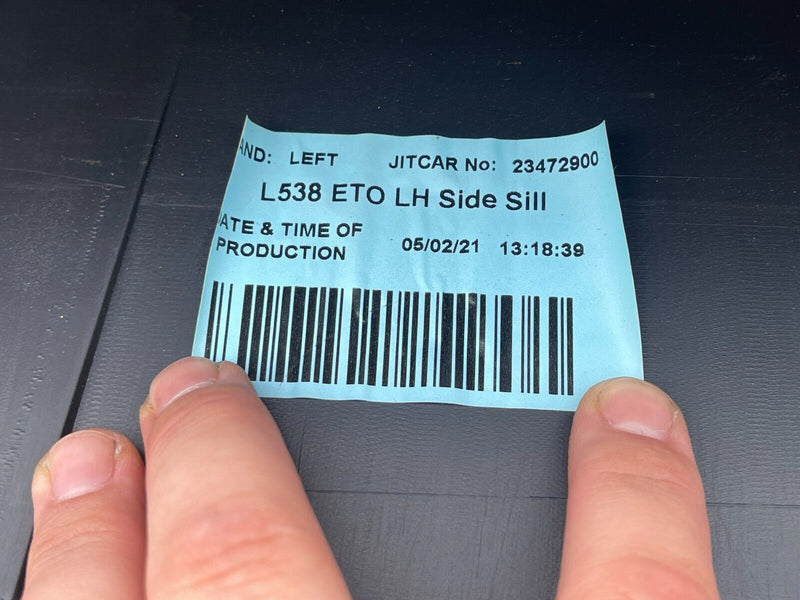 AND: LEFT JITCAR No: 23472900
L538 ETO LH Side Sill
ATE & TIME OF
PRODUCTION 05/02/21 13:18:39